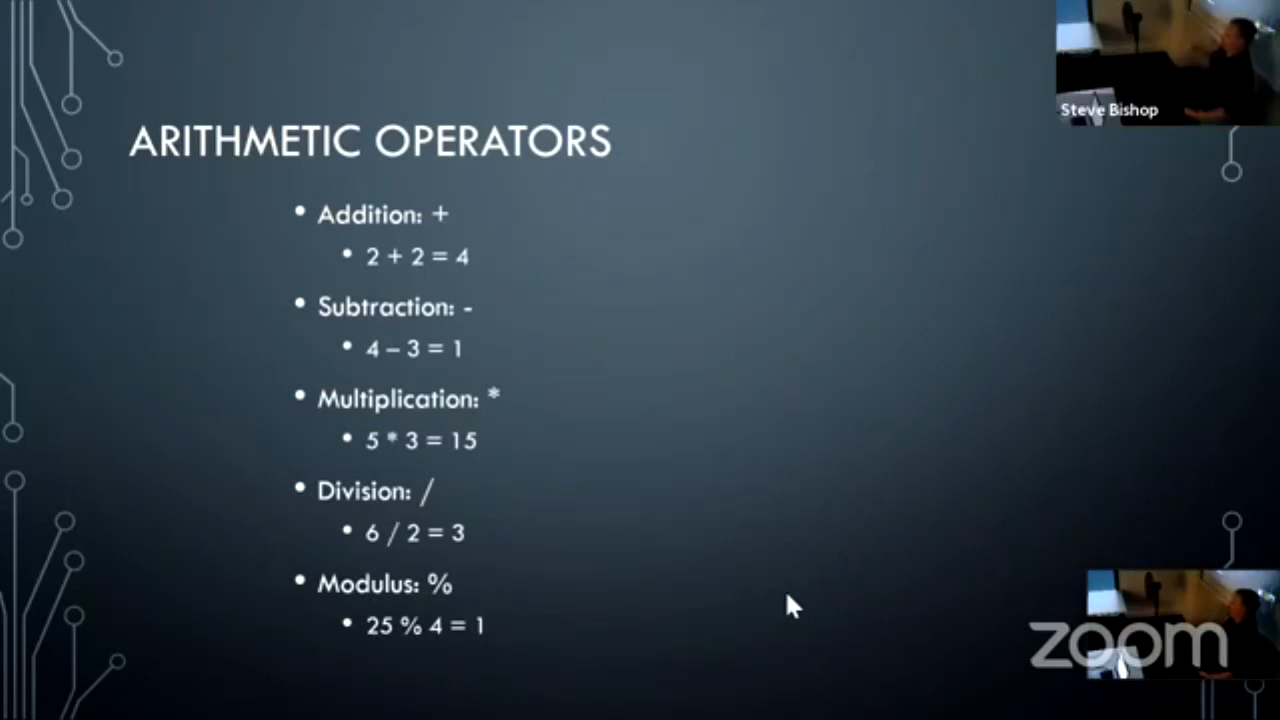 Steve Bishop
ARITHMETIC OPERATORS
• Addition: +
• 2 + 2 = 4
• Subtraction: -
• 4 – 3 = 1
• Multiplication: *
• 5 * 3 = 15
• Division: /
• 6 / 2 = 3
• Modulus: %
• 25 % 4 = 1
zoom